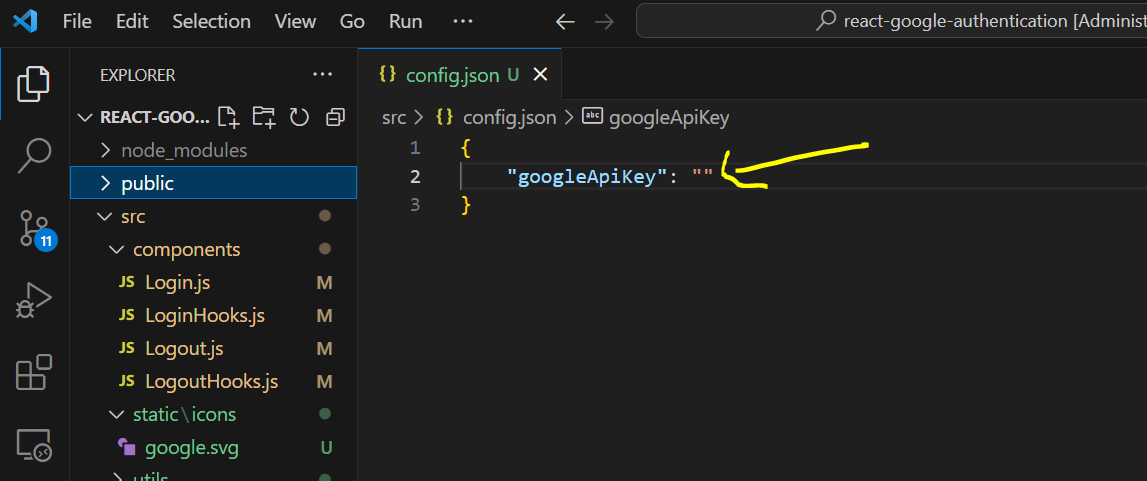 File Edit Selection View Go Run ··· react-google-authentication [Administ
EXPLORER ···
REACT-GOO...
node_modules
public
src
components
JS Login.js M
JS LoginHooks.js M
JS Logout.js M
JS LogoutHooks.js M
static\icons
google.svg U
utils
11
{} config.json U ×
src > {} config.json > abc googleApiKey
1 {
2 "googleApiKey": ""
3 }